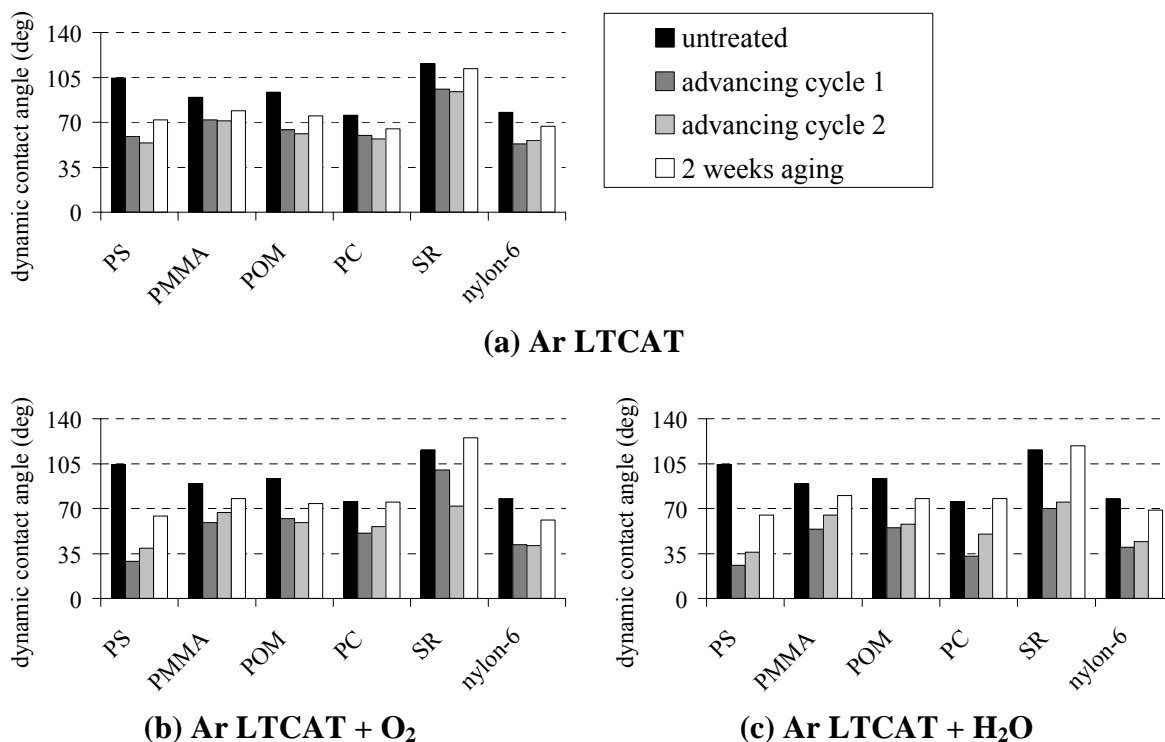 dynamic contact angle (deg)
140
105
70
35
0
PS
PMMA
POM
PC
SR
nylon-6
untreated
advancing cycle 1
advancing cycle 2
2 weeks aging
(a) Ar LTCAT
dynamic contact angle (deg)
140
105
70
35
0
PS
PMMA
POM
PC
SR
nylon-6
(b) Ar LTCAT + O₂
dynamic contact angle (deg)
140
105
70
35
0
PS
PMMA
POM
PC
SR
nylon-6
(c) Ar LTCAT + H₂O